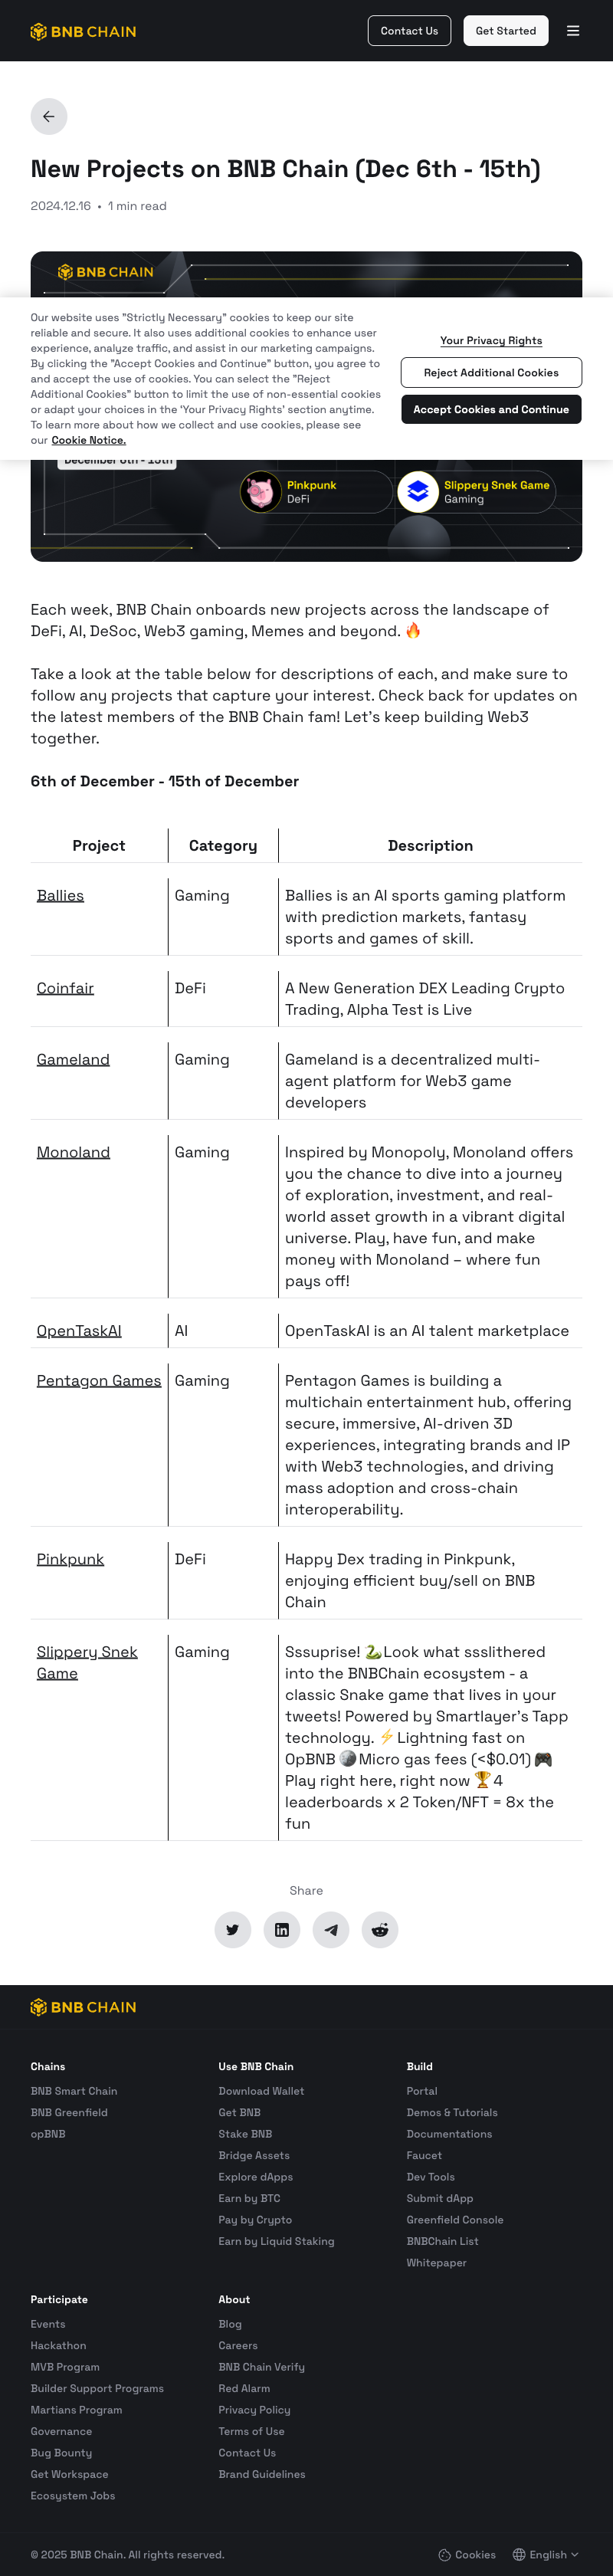 BNB CHAIN
Contact Us
Get Started
New Projects on BNB Chain (Dec 6th - 15th)
2024.12.16 • 1 min read
BNB CHAIN
Our website uses "Strictly Necessary" cookies to keep our site
reliable and secure. It also uses additional cookies to enhance user
experience, analyze traffic, and assist in our marketing campaigns.
By clicking the "Accept Cookies and Continue" button, you agree to
and accept the use of cookies. You can select the "Reject
Additional Cookies" button to limit the use of non-essential cookies
or adapt your choices in the 'Your Privacy Rights' section anytime.
To learn more about how we collect and use cookies, please see
our Cookie Notice.
Your Privacy Rights
Reject Additional Cookies
Accept Cookies and Continue
December 6th - 15th
Pinkpunk
DeFi
Slippery Snek Game
Gaming
Each week, BNB Chain onboards new projects across the landscape of
DeFi, AI, DeSoc, Web3 gaming, Memes and beyond. 🔥
Take a look at the table below for descriptions of each, and make sure to
follow any projects that capture your interest. Check back for updates on
the latest members of the BNB Chain fam! Let's keep building Web3
together.
6th of December - 15th of December
Project Category Description
Ballies Gaming Ballies is an AI sports gaming platform
with prediction markets, fantasy
sports and games of skill.
Coinfair DeFi A New Generation DEX Leading Crypto
Trading, Alpha Test is Live
Gameland Gaming Gameland is a decentralized multi-
agent platform for Web3 game
developers
Monoland Gaming Inspired by Monopoly, Monoland offers
you the chance to dive into a journey
of exploration, investment, and real-
world asset growth in a vibrant digital
universe. Play, have fun, and make
money with Monoland – where fun
pays off!
OpenTaskAI AI OpenTaskAI is an AI talent marketplace
Pentagon Games Gaming Pentagon Games is building a
multichain entertainment hub, offering
secure, immersive, AI-driven 3D
experiences, integrating brands and IP
with Web3 technologies, and driving
mass adoption and cross-chain
interoperability.
Pinkpunk DeFi Happy Dex trading in Pinkpunk,
enjoying efficient buy/sell on BNB
Chain
Slippery Snek Gaming Sssuprise! 🐍Look what ssslithered
Game into the BNBChain ecosystem - a
classic Snake game that lives in your
tweets! Powered by Smartlayer's Tapp
technology. ⚡Lightning fast on
OpBNB 🪙Micro gas fees (<$0.01) 🎮
Play right here, right now 🏆4
leaderboards x 2 Token/NFT = 8x the
fun
Share
BNB CHAIN
Chains
BNB Smart Chain
BNB Greenfield
opBNB
Use BNB Chain
Download Wallet
Get BNB
Stake BNB
Bridge Assets
Explore dApps
Earn by BTC
Pay by Crypto
Earn by Liquid Staking
Build
Portal
Demos & Tutorials
Documentations
Faucet
Dev Tools
Submit dApp
Greenfield Console
BNBChain List
Whitepaper
Participate
Events
Hackathon
MVB Program
Builder Support Programs
Martians Program
Governance
Bug Bounty
Get Workspace
Ecosystem Jobs
About
Blog
Careers
BNB Chain Verify
Red Alarm
Privacy Policy
Terms of Use
Contact Us
Brand Guidelines
© 2025 BNB Chain. All rights reserved.
Cookies
English